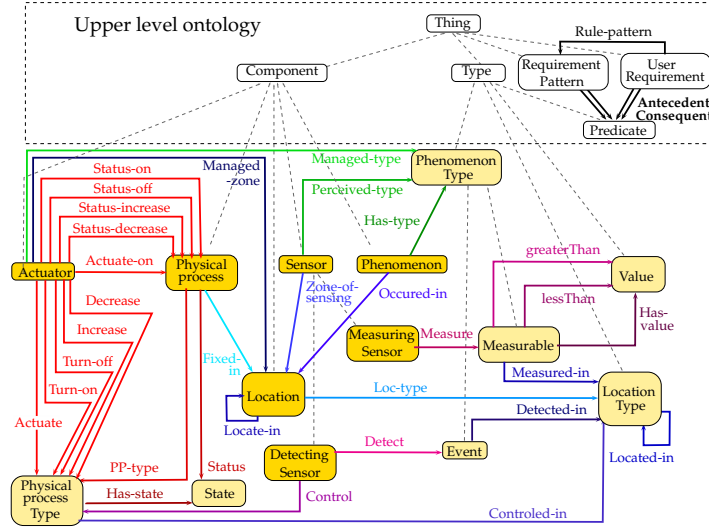 Upper level ontology
Thing
Rule-pattern
Component
Type
Requirement
Pattern
User
Requirement
Antecedent
Consequent
Predicate
Status-on
Managed
-zone
Managed-type
Phenomenon
Type
Status-off
Perceived-type
Status-increase
Has-type
Status-decrease
greaterThan
Actuator
Actuate-on
Physical
process
Sensor
Phenomenon
Value
Zone-of-
sensing
Occured-in
Decrease
lessThan
Has-
value
Increase
Fixed-
in
Measuring
Sensor
Measure
Measurable
Turn-off
Measured-in
Turn-on
Location
Loc-type
Location
Type
Actuate
Locate-in
Detected-in
Detect
Event
Located-in
Detecting
Sensor
PP-type
Status
Physical
process
Type
Has-state
State
Control
Controled-in